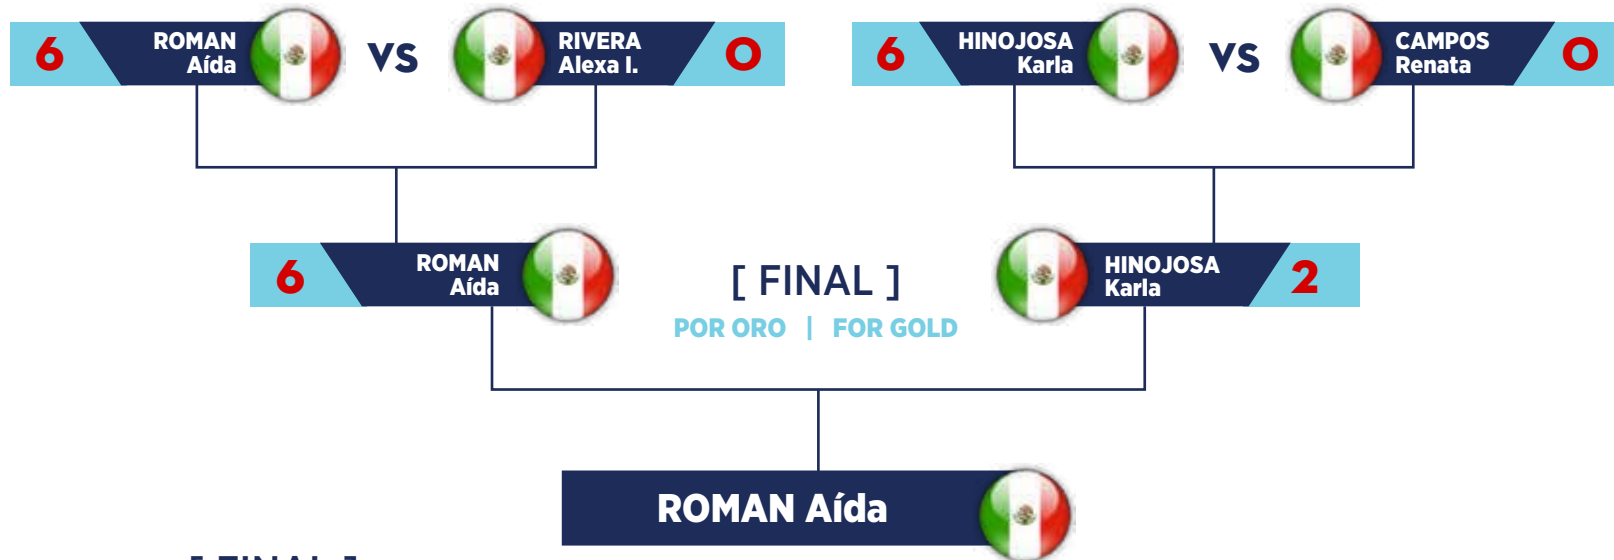 6 ROMAN Aída VS RIVERA Alexa I. 0
6 HINOJOSA Karla VS CAMPOS Renata 0
6 ROMAN Aída
[ FINAL ]
POR ORO | FOR GOLD
HINOJOSA Karla 2
ROMAN Aída
[ FINAL ]